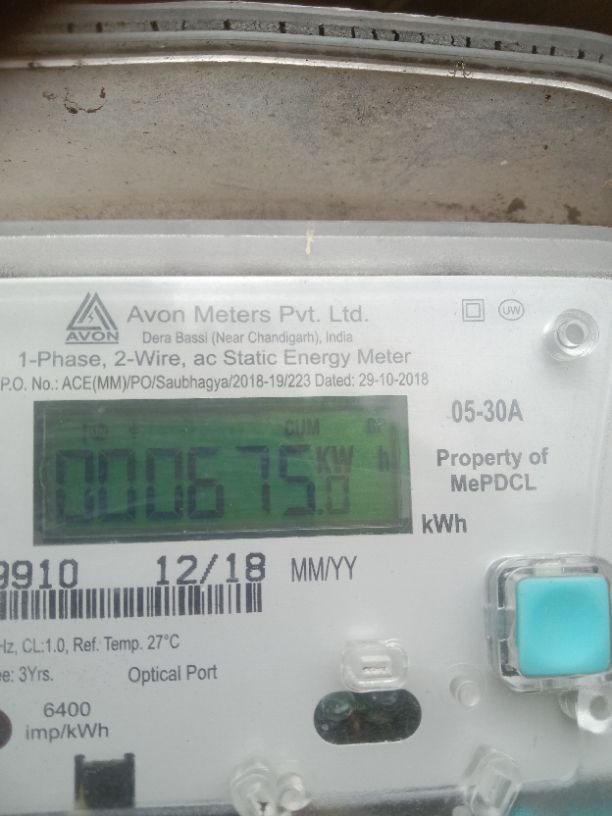 AVON
Avon Meters Pvt. Ltd.
UW
Dera Bassi (Near Chandigarh), India
1-Phase, 2-Wire, ac Static Energy Meter
P.O. No.: ACE(MM)/PO/Saubhagya/2018-19/223 Dated: 29-10-2018
05-30A
CUM
000675.0 KW h
Property of
MePDCL
kWh
9910 12/18 MM/YY
Hz, CL:1.0, Ref. Temp. 27°C
ee: 3Yrs. Optical Port
6400
imp/kWh